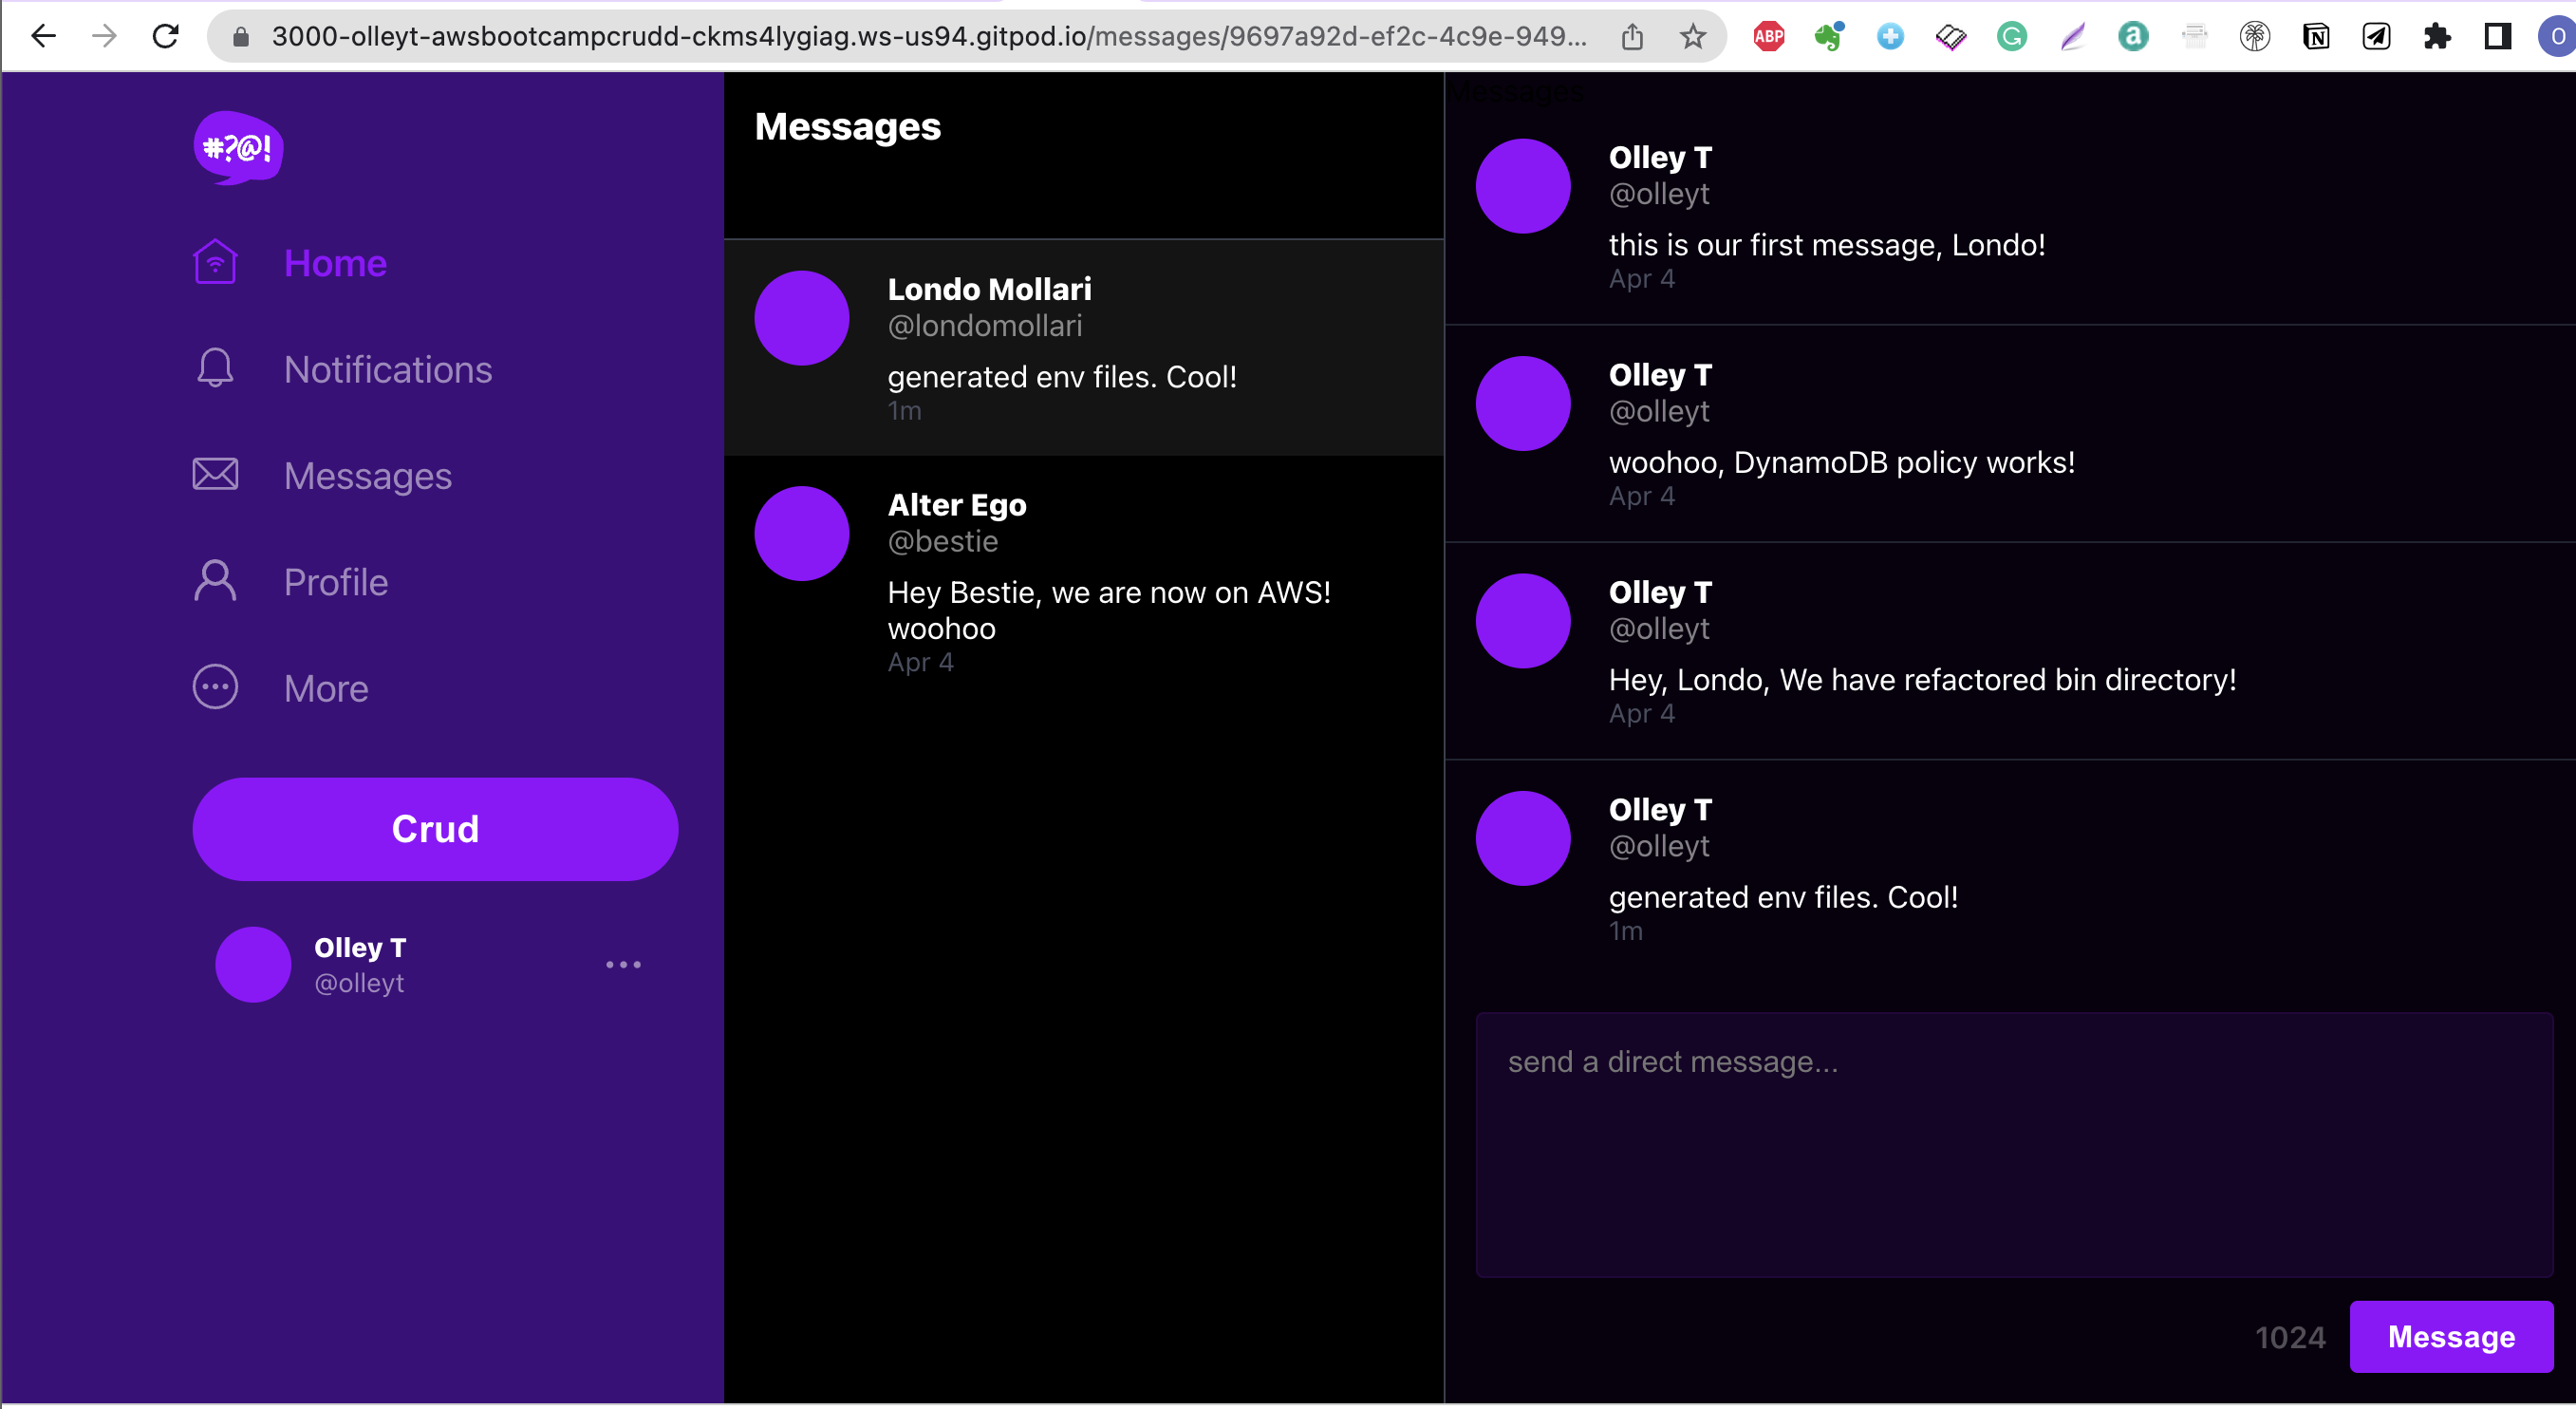 3000-olleyt-awsbootcampcrudd-ckms4lygiag.ws-us94.gitpod.io/messages/9697a92d-ef2c-4c9e-949...
ABP
O
#?@!
Home
Notifications
Messages
Profile
More
Crud
Olley T
@olleyt
Messages
Londo Mollari
@londomollari
generated env files. Cool!
1m
Alter Ego
@bestie
Hey Bestie, we are now on AWS!
woohoo
Apr 4
Messages
Olley T
@olleyt
this is our first message, Londo!
Apr 4
Olley T
@olleyt
woohoo, DynamoDB policy works!
Apr 4
Olley T
@olleyt
Hey, Londo, We have refactored bin directory!
Apr 4
Olley T
@olleyt
generated env files. Cool!
1m
send a direct message...
1024
Message